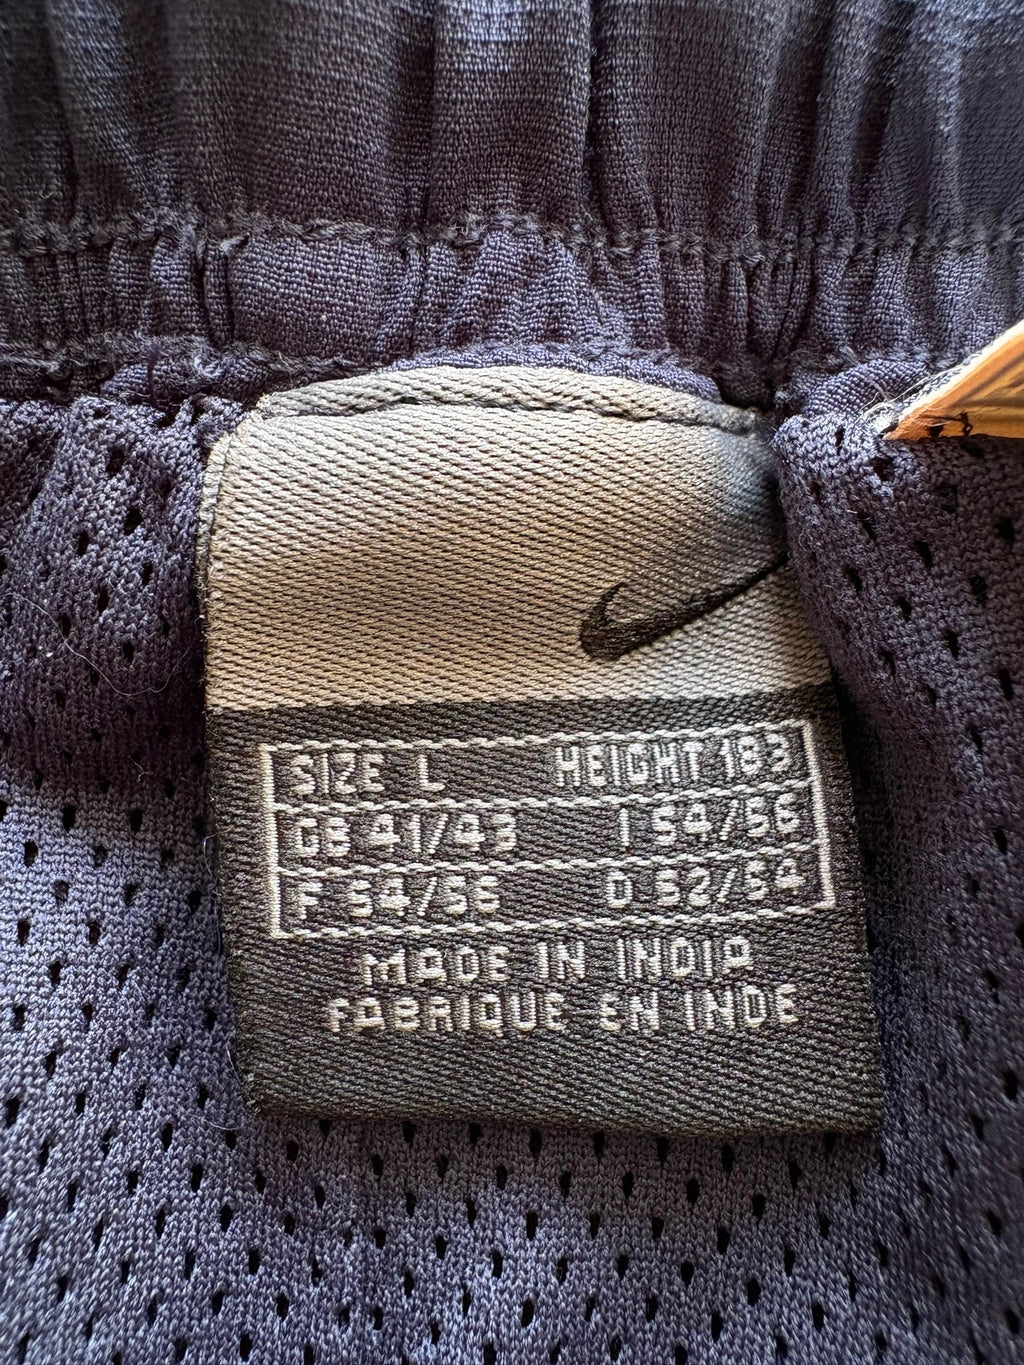 SIZE L HEIGHT 183
GB 41/43 I 54/56
F 54/56 D 52/54
MADE IN INDIA
FABRIQUE EN INDE